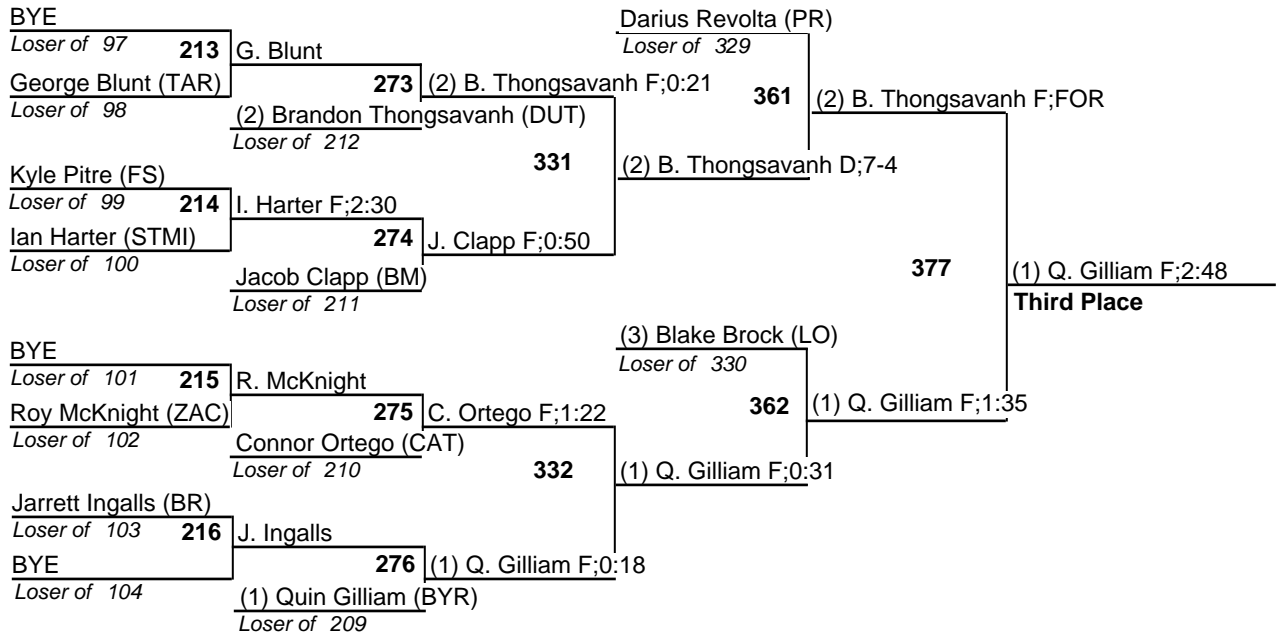 BYE
Loser of 97
213
G. Blunt
George Blunt (TAR)
Loser of 98
273
(2) B. Thongsavanh F;0:21
(2) Brandon Thongsavanh (DUT)
Loser of 212
331
Kyle Pitre (FS)
Loser of 99
214
I. Harter F;2:30
Ian Harter (STMI)
Loser of 100
274
J. Clapp F;0:50
Jacob Clapp (BM)
Loser of 211
Darius Revolta (PR)
Loser of 329
361
(2) B. Thongsavanh F;FOR
(2) B. Thongsavanh D;7-4
377
(1) Q. Gilliam F;2:48
Third Place
BYE
Loser of 101
215
R. McKnight
Roy McKnight (ZAC)
Loser of 102
275
C. Ortego F;1:22
Connor Ortego (CAT)
Loser of 210
332
Jarrett Ingalls (BR)
Loser of 103
216
J. Ingalls
BYE
Loser of 104
276
(1) Q. Gilliam F;0:18
(1) Quin Gilliam (BYR)
Loser of 209
(3) Blake Brock (LO)
Loser of 330
362
(1) Q. Gilliam F;1:35
(1) Q. Gilliam F;0:31